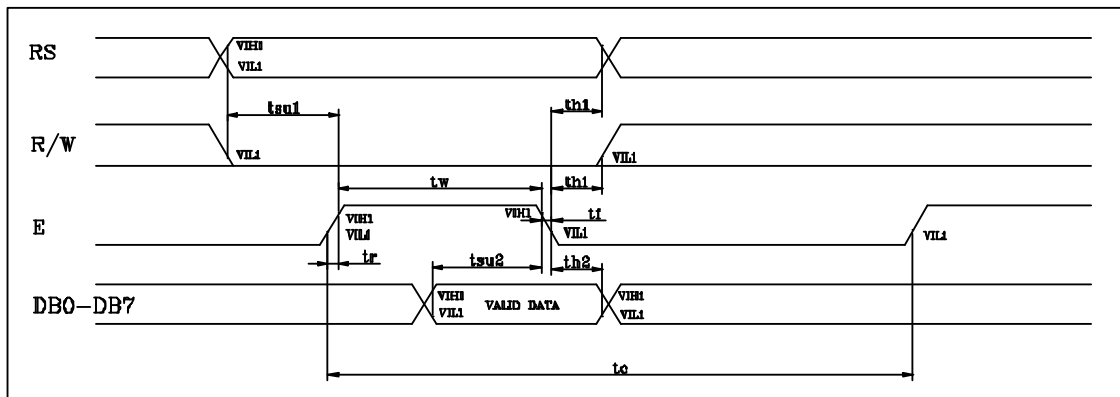 RS
VIH1
VIL1
tsu1
th1
R/W
VIL1
VIL1
tw
th1
E
VIH1
VIL1
VIH1
tf
VIL1
VIL1
tr
tsu2
th2
DB0-DB7
VIH1
VIL1
VALID DATA
VIH1
VIL1
tc